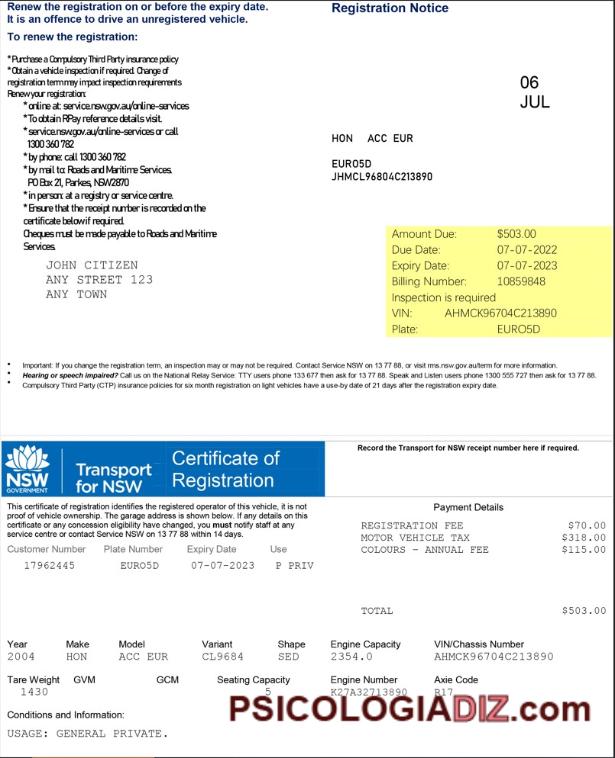 Renew the registration on or before the expiry date.
It is an offence to drive an unregistered vehicle.
To renew the registration:
* Purchase a Compulsory Third Party insurance policy
* Obtain a vehicle inspection if required. Change of
registration term may impact inspection requirements
Renew your registration:
* online at: service.nsw.gov.au/online-services
* To obtain RPay reference details visit.
* service.nsw.gov.au/online-services or call
1300 360 782
* by phone: call 1300 360 782
* by mail to: Roads and Maritime Services.
PO Box 21, Parkes, NSW2870
* in person: at a registry or service centre.
* Ensure that the receipt number is recorded on the
certificate below if required.
Cheques must be made payable to Roads and Maritime
Services.
JOHN CITIZEN
ANY STREET 123
ANY TOWN
Registration Notice
06
JUL
HON ACC EUR
EURO5D
JHMCL96804C213890
Amount Due: $503.00
Due Date: 07-07-2022
Expiry Date: 07-07-2023
Billing Number: 10859848
Inspection is required
VIN: AHMCK96704C213890
Plate: EURO5D
• Important: If you change the registration term, an inspection may or may not be required. Contact Service NSW on 13 77 88, or visit rms.nsw.gov.au/term for more information.
• Hearing or speech impaired? Call us on the National Relay Service: TTY users phone 133 677 then ask for 13 77 88. Speak and Listen users phone 1300 555 727 then ask for 13 77 88.
• Compulsory Third Party (CTP) insurance policies for six month registration on light vehicles have a use-by date of 21 days after the registration expiry date.
NSW
GOVERNMENT
Transport
for NSW
Certificate of
Registration
Record the Transport for NSW receipt number here if required.
This certificate of registration identifies the registered operator of this vehicle, it is not
proof of vehicle ownership. The garage address is shown below. If any details on this
certificate or any concession eligibility have changed, you must notify staff at any
service centre or contact Service NSW on 13 77 88 within 14 days.
Customer Number Plate Number Expiry Date Use
17962445 EURO5D 07-07-2023 P PRIV
Payment Details
REGISTRATION FEE $70.00
MOTOR VEHICLE TAX $318.00
COLOURS - ANNUAL FEE $115.00
TOTAL $503.00
Year Make Model Variant Shape Engine Capacity VIN/Chassis Number
2004 HON ACC EUR CL9684 SED 2354.0 AHMCK96704C213890
Tare Weight GVM GCM Seating Capacity Engine Number Axie Code
1430 5 K27A32713890 R17
PSICOLOGIADIZ.com
Conditions and Information:
USAGE: GENERAL PRIVATE.